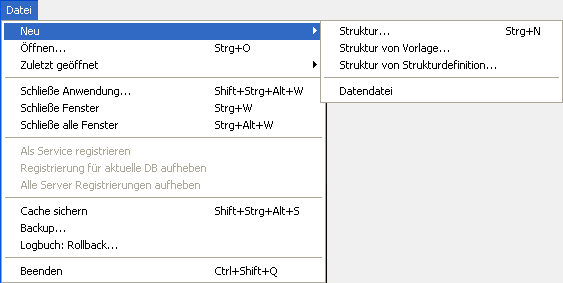 Datei
Neu
Öffnen... Strg+O
Zuletzt geöffnet
Schließe Anwendung... Shift+Strg+Alt+W
Schließe Fenster Strg+W
Schließe alle Fenster Strg+Alt+W
Als Service registrieren
Registrierung für aktuelle DB aufheben
Alle Server Registrierungen aufheben
Cache sichern Shift+Strg+Alt+S
Backup...
Logbuch: Rollback...
Beenden Ctrl+Shift+Q
Struktur... Strg+N
Struktur von Vorlage...
Struktur von Strukturdefinition...
Datendatei